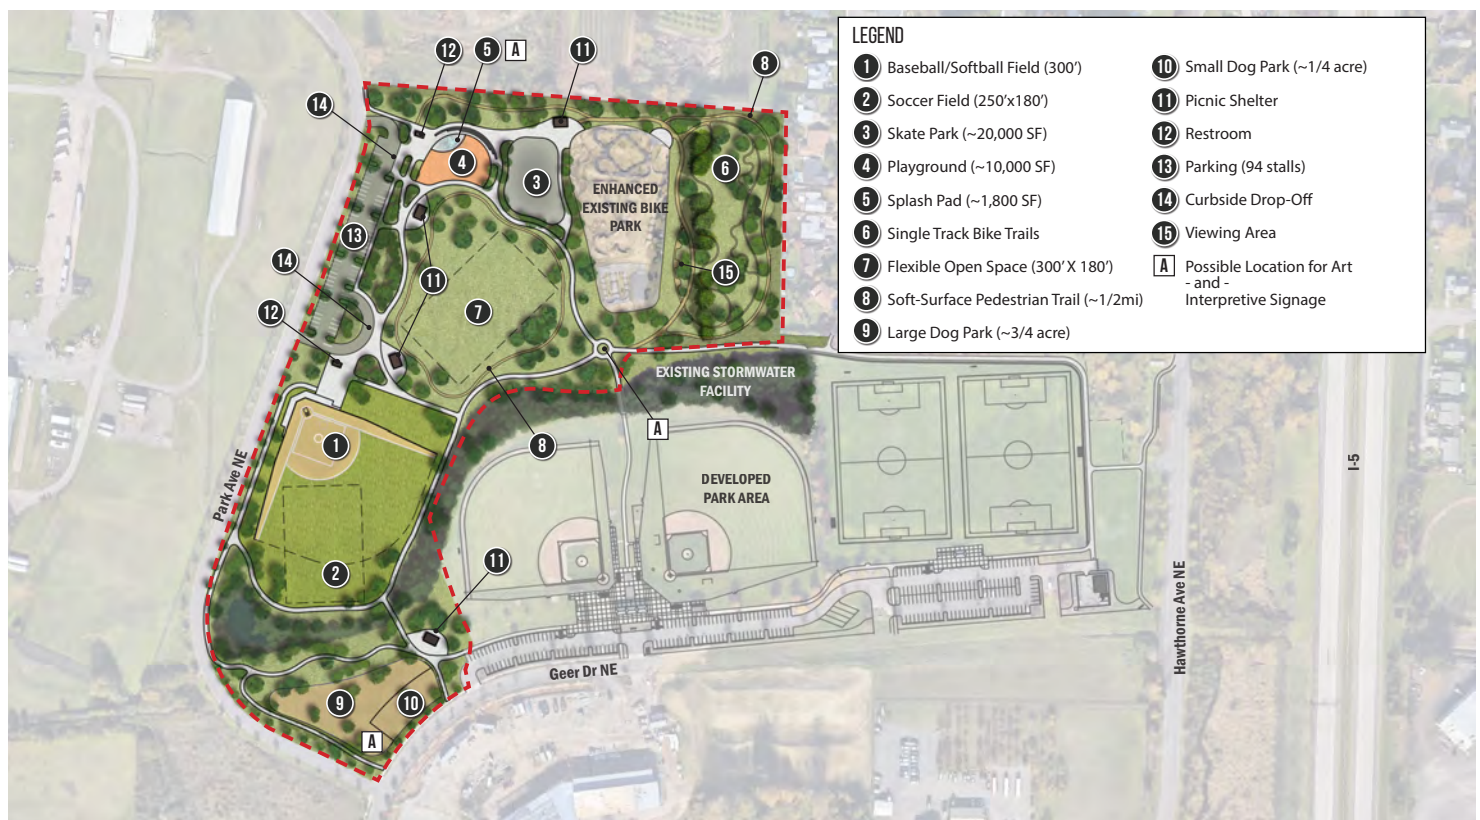 LEGEND
1 Baseball/Softball Field (300')
2 Soccer Field (250'x180')
3 Skate Park (~20,000 SF)
4 Playground (~10,000 SF)
5 Splash Pad (~1,800 SF)
6 Single Track Bike Trails
7 Flexible Open Space (300' X 180')
8 Soft-Surface Pedestrian Trail (~1/2mi)
9 Large Dog Park (~3/4 acre)
10 Small Dog Park (~1/4 acre)
11 Picnic Shelter
12 Restroom
13 Parking (94 stalls)
14 Curbside Drop-Off
15 Viewing Area
A Possible Location for Art
- and -
Interpretive Signage
12 5 A 11
8
14
4
3
6
ENHANCED
EXISTING BIKE
PARK
13
14
11
15
12
7
EXISTING STORMWATER
FACILITY
1
8
A
Park Ave NE
DEVELOPED
PARK AREA
I-5
2
11
Hawthorne Ave NE
Geer Dr NE
9
10
A